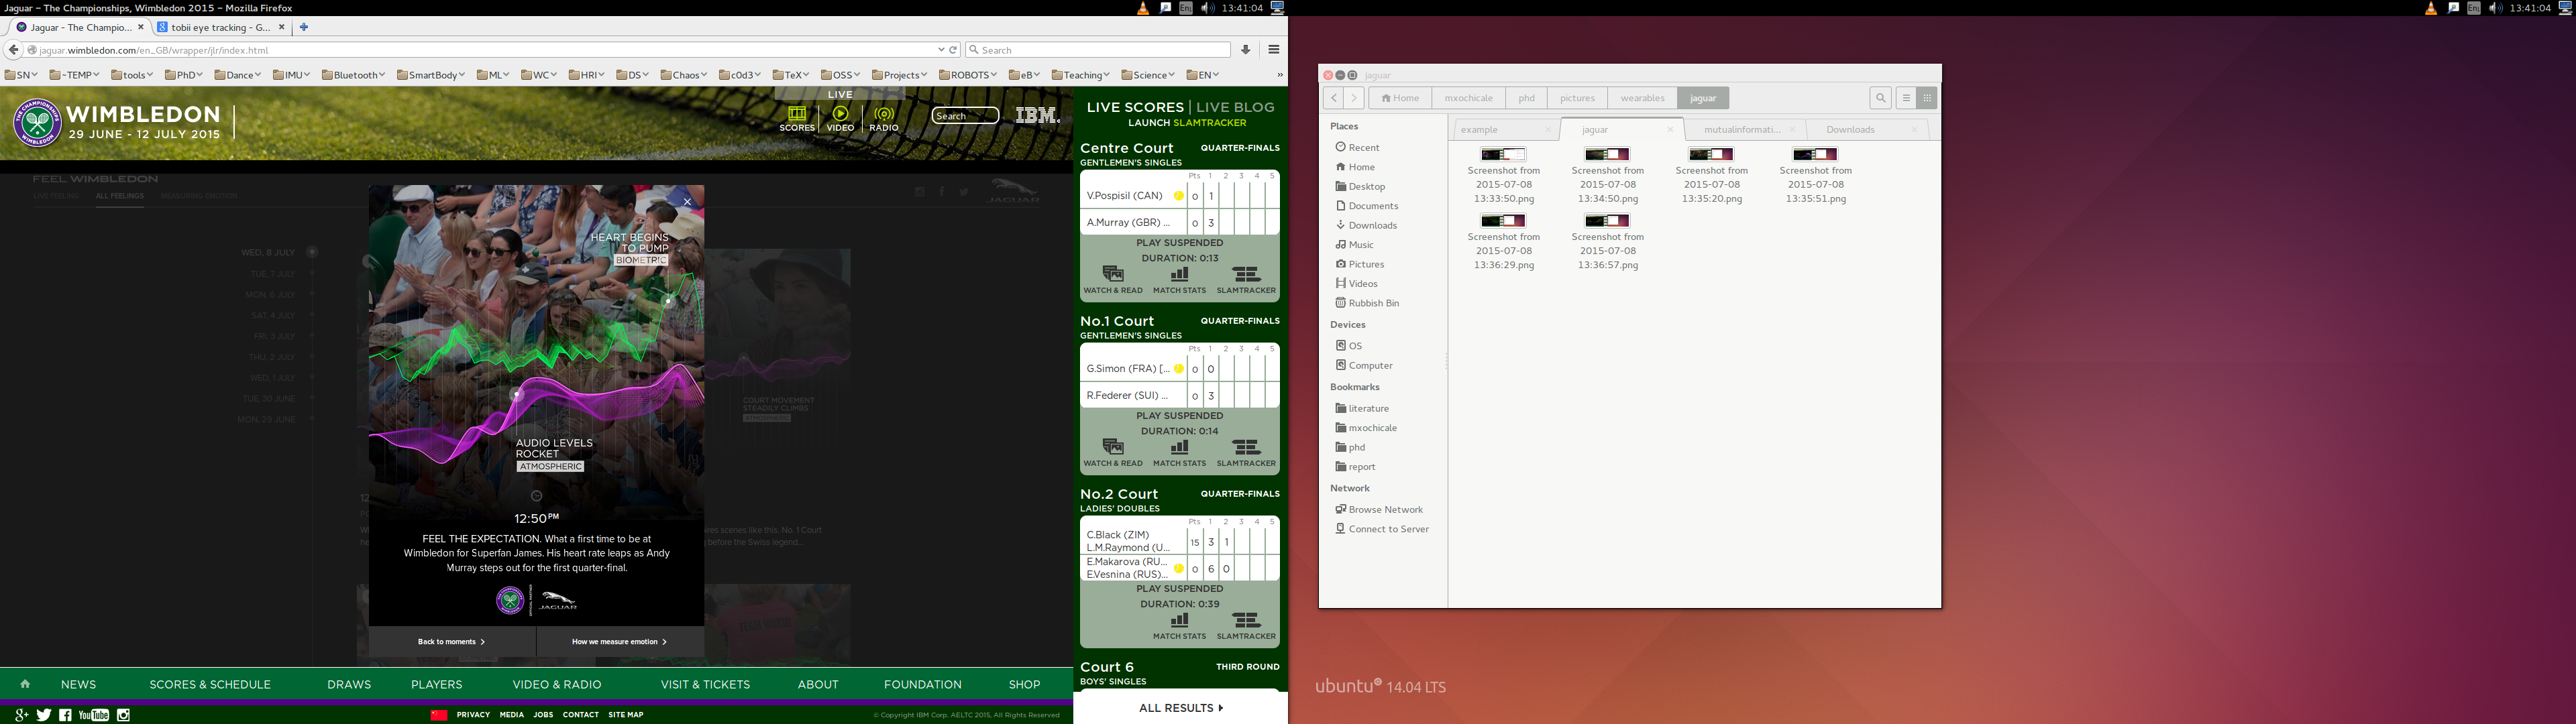 Jaguar – The Championships, Wimbledon 2015 – Mozilla Firefox
En
13:41:04
En
13:41:04
Jaguar - The Champio...
tobii eye tracking - G...
jaguar.wimbledon.com/en_GB/wrapper/jlr/index.html
Search
SN
~TEMP
tools
PhD
Dance
IMU
Bluetooth
SmartBody
ML
WC
HRI
DS
Chaos
c0d3
TeX
OSS
Projects
ROBOTS
eB
Teaching
Science
EN
»
WIMBLEDON
29 JUNE - 12 JULY 2015
LIVE
SCORES
VIDEO
RADIO
Search
IBM.
FEEL WIMBLEDON
LIVE FEELING
ALL FEELINGS
MEASURING EMOTION
JAGUAR
WED, 8 JULY
TUE, 7 JULY
MON, 6 JULY
SAT, 4 JULY
FRI, 3 JULY
THU, 2 JULY
WED, 1 JULY
TUE, 30 JUNE
MON, 29 JUNE
HEART BEGINS
TO PUMP
BIOMETRIC
AUDIO LEVELS
ROCKET
ATMOSPHERIC
COURT MOVEMENT
STEADILY CLIMBS
ATMOSPHERIC
12:50PM
FEEL THE EXPECTATION. What a first time to be at
Wimbledon for Superfan James. His heart rate leaps as Andy
Murray steps out for the first quarter-final.
es scenes like this. No. 1 Court
before the Swiss legend...
JAGUAR
Back to moments
How we measure emotion
LIVE SCORES | LIVE BLOG
LAUNCH SLAMTRACKER
Centre Court QUARTER-FINALS
GENTLEMEN'S SINGLES
Pts 1 2 3 4 5
V.Pospisil (CAN) 0 1
A.Murray (GBR) ... 0 3
PLAY SUSPENDED
DURATION: 0:13
WATCH & READ MATCH STATS SLAMTRACKER
No.1 Court QUARTER-FINALS
GENTLEMEN'S SINGLES
Pts 1 2 3 4 5
G.Simon (FRA) [... 0 0
R.Federer (SUI) ... 0 3
PLAY SUSPENDED
DURATION: 0:14
WATCH & READ MATCH STATS SLAMTRACKER
No.2 Court QUARTER-FINALS
LADIES' DOUBLES
Pts 1 2 3 4 5
C.Black (ZIM)
L.M.Raymond (U... 15 3 1
E.Makarova (RU...
E.Vesnina (RUS)... 0 6 0
PLAY SUSPENDED
DURATION: 0:39
MATCH STATS SLAMTRACKER
Court 6 THIRD ROUND
BOYS' SINGLES
ALL RESULTS
NEWS
SCORES & SCHEDULE
DRAWS
PLAYERS
VIDEO & RADIO
VISIT & TICKETS
ABOUT
FOUNDATION
SHOP
g+
YouTube
PRIVACY MEDIA JOBS CONTACT SITE MAP
© Copyright IBM Corp. AELTC 2015, All Rights Reserved
jaguar
Home
mxochicale
phd
pictures
wearables
jaguar
example
jaguar
mutualinformati...
Downloads
Places
Recent
Home
Desktop
Documents
Downloads
Music
Pictures
Videos
Rubbish Bin
Devices
OS
Computer
Bookmarks
literature
mxochicale
phd
report
Network
Browse Network
Connect to Server
Screenshot from
2015-07-08
13:33:50.png
Screenshot from
2015-07-08
13:34:50.png
Screenshot from
2015-07-08
13:35:20.png
Screenshot from
2015-07-08
13:35:51.png
Screenshot from
2015-07-08
13:36:29.png
Screenshot from
2015-07-08
13:36:57.png
ubuntu 14.04 LTS